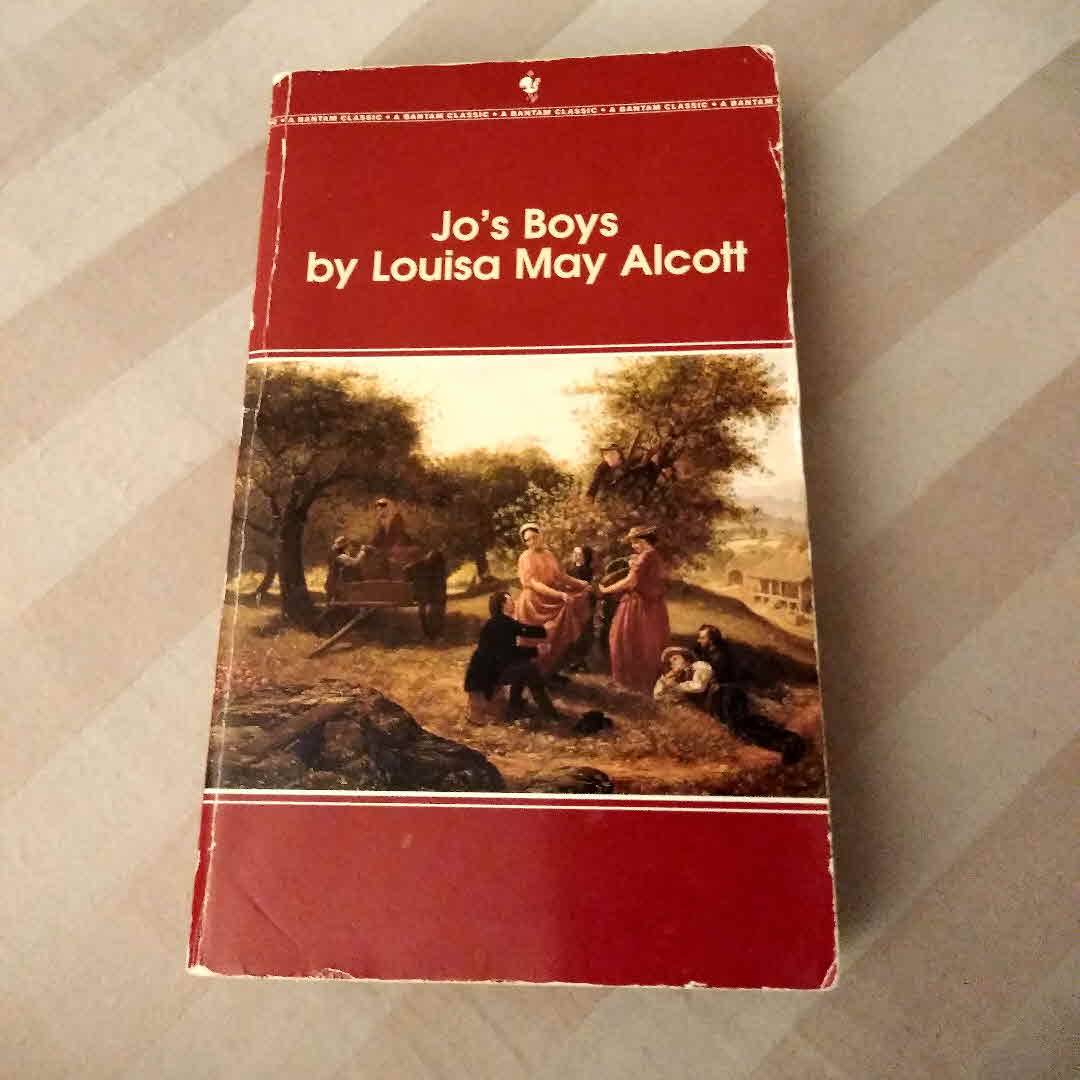 • A BANTAM CLASSIC • A BANTAM CLASSIC • A BANTAM CLASSIC • A BANTAM CLASSIC • A BANTAM
Jo's Boys
by Louisa May Alcott